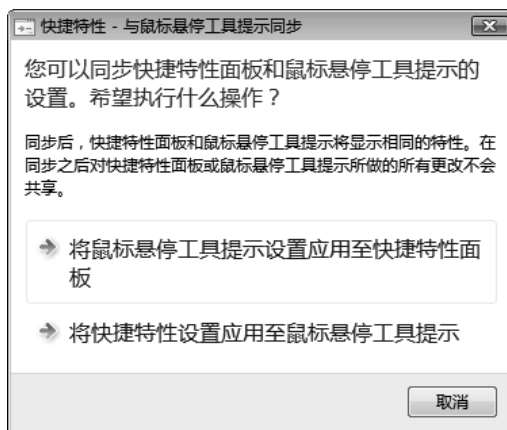 快捷特性 - 与鼠标悬停工具提示同步
您可以同步快捷特性面板和鼠标悬停工具提示的
设置。希望执行什么操作？
同步后，快捷特性面板和鼠标悬停工具提示将显示相同的特性。在
同步之后对快捷特性面板或鼠标悬停工具提示所做的所有更改不会
共享。
将鼠标悬停工具提示设置应用至快捷特性面
板
将快捷特性设置应用至鼠标悬停工具提示
取消